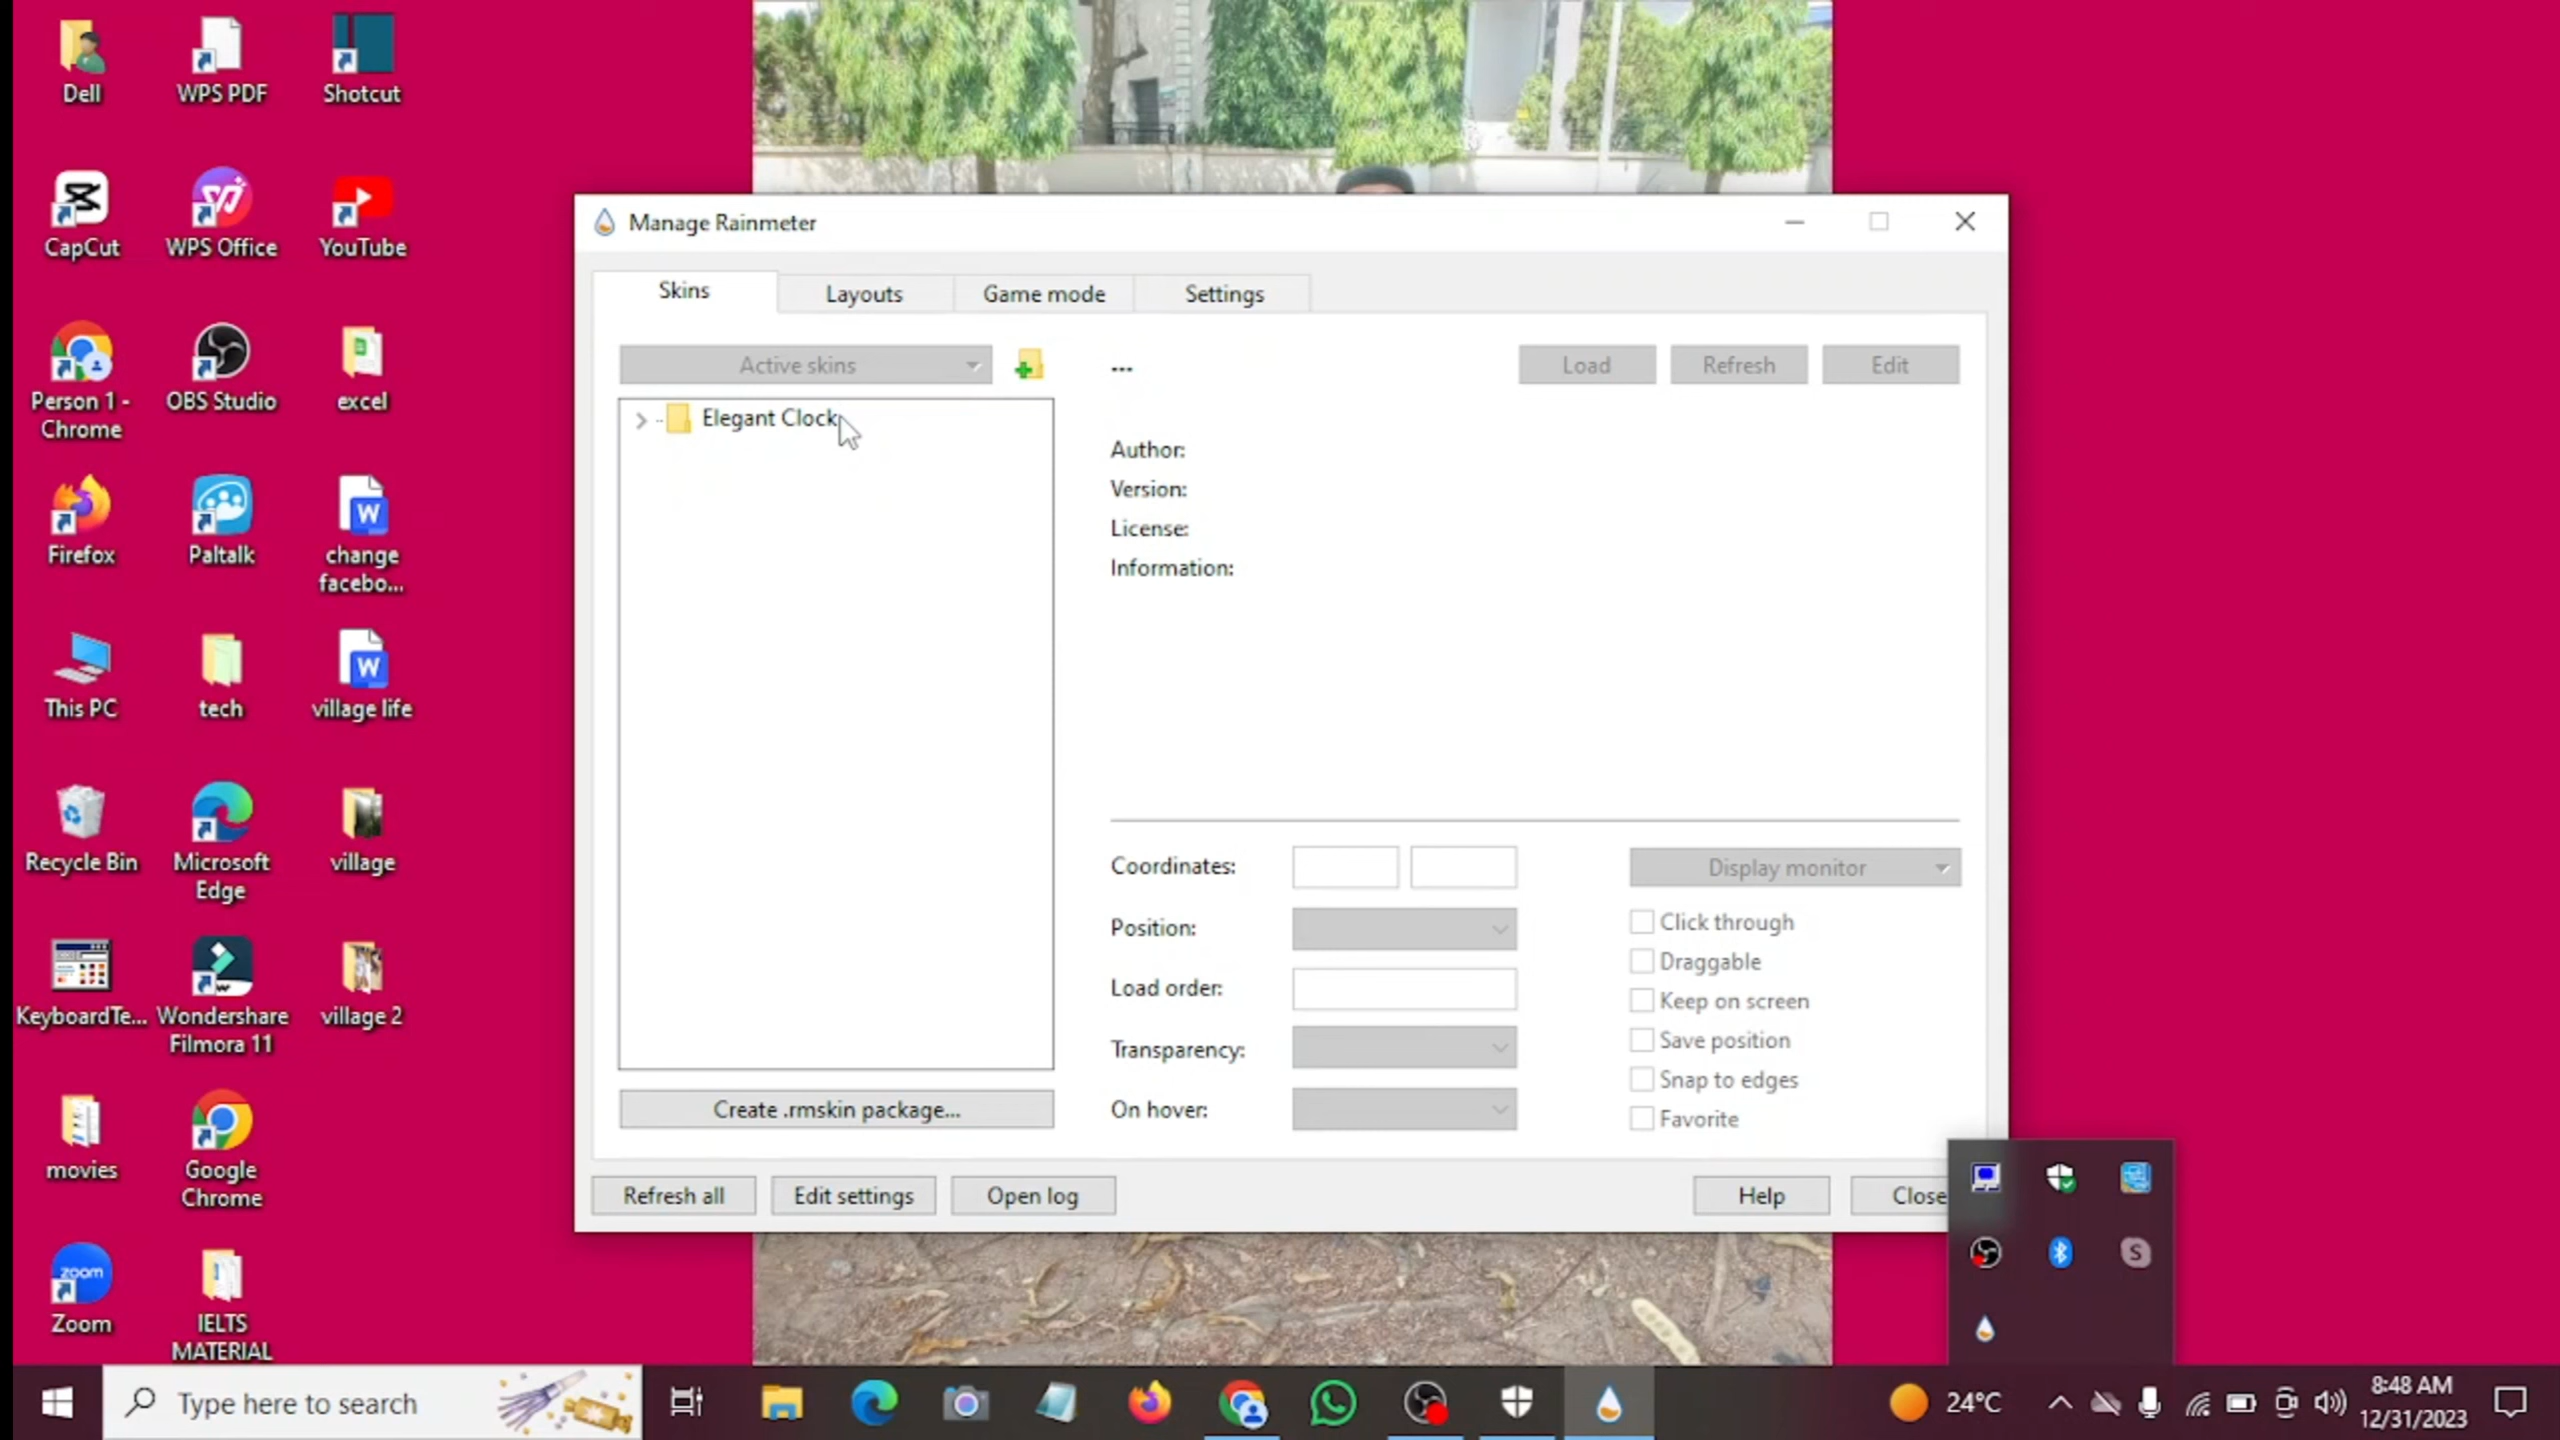 Dell
WPS PDF
Shotcut
CapCut
WPS Office
YouTube
Person 1 -
Chrome
OBS Studio
excel
Firefox
Paltalk
change
facebo...
This PC
tech
village life
Recycle Bin
Microsoft
Edge
village
KeyboardTe...
Wondershare
Filmora 11
village 2
movies
Google
Chrome
Zoom
IELTS
MATERIAL
zoom
Manage Rainmeter
Skins
Layouts
Game mode
Settings
Active skins
---
Load
Refresh
Edit
Elegant Clock
Author:
Version:
License:
Information:
Coordinates:
Display monitor
Position:
Click through
Draggable
Load order:
Keep on screen
Transparency:
Save position
Snap to edges
On hover:
Favorite
Create .rmskin package...
Refresh all
Edit settings
Open log
Help
Close
Type here to search
24°C
8:48 AM
12/31/2023